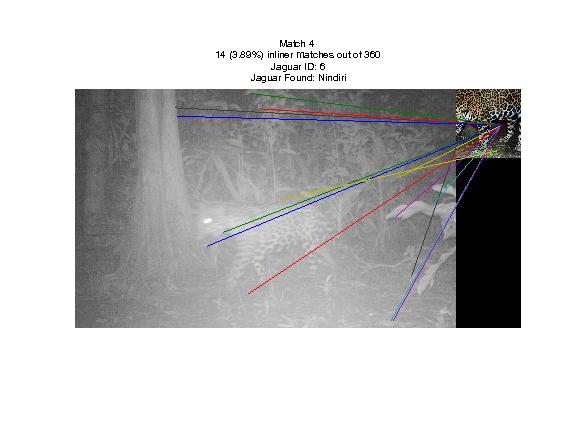 Match 4
14 (3.89%) inliner matches out of 360
Jaguar ID: 6
Jaguar Found: Nindiri